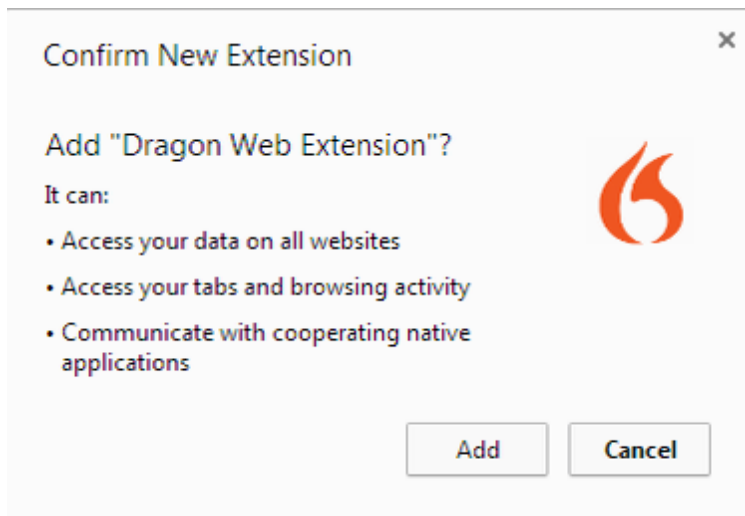 Confirm New Extension
Add "Dragon Web Extension"?
It can:
• Access your data on all websites
• Access your tabs and browsing activity
• Communicate with cooperating native
applications
Add
Cancel